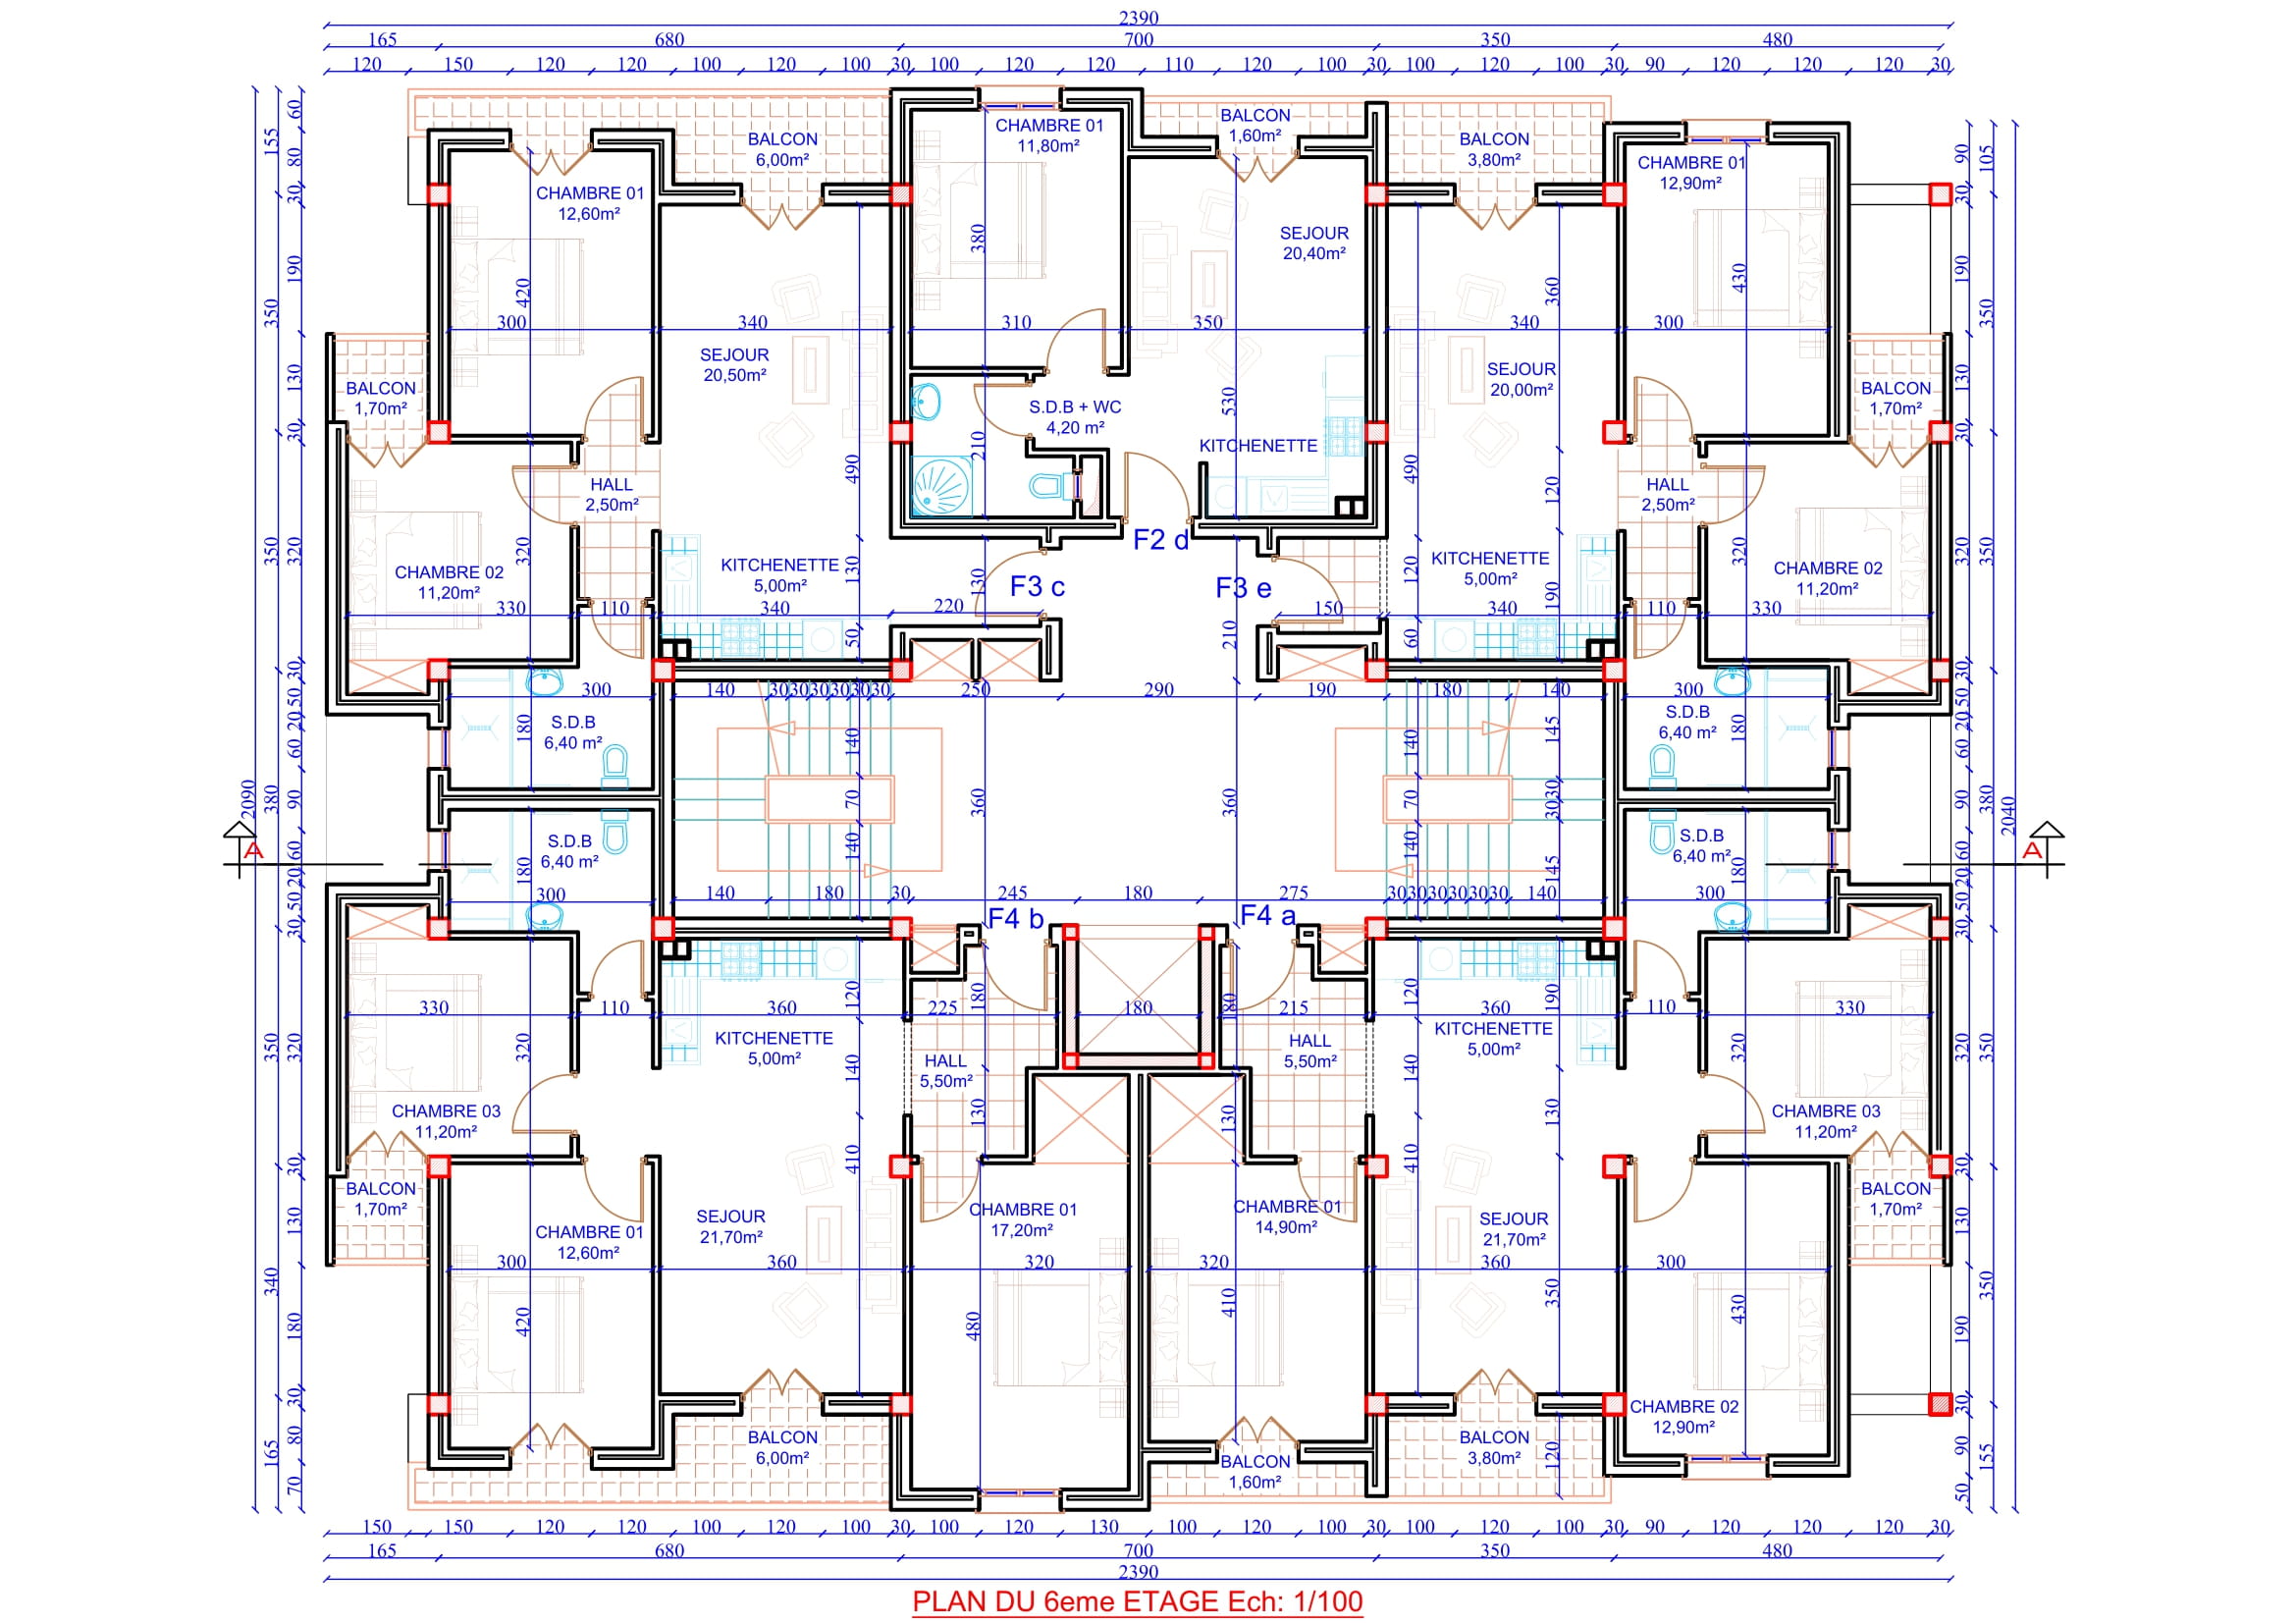 2390
165 680 700 350 480
120 150 120 120 100 120 100 30 100 120 120 110 120 100 30 100 120 100 30 90 120 120 120 30
BALCON
6,00m²
CHAMBRE 01
11,80m²
BALCON
1,60m²
BALCON
3,80m²
CHAMBRE 01
12,60m²
CHAMBRE 01
12,90m²
SEJOUR
20,40m²
SEJOUR
20,50m²
SEJOUR
20,00m²
300 340 310 350 340 300
420 380 530 360 430
BALCON
1,70m²
S.D.B + WC
4,20 m²
KITCHENETTE
BALCON
1,70m²
HALL
2,50m²
HALL
2,50m²
210 490 490 120
F2 d
F3 c
F3 e
CHAMBRE 02
11,20m²
KITCHENETTE
5,00m²
KITCHENETTE
5,00m²
CHAMBRE 02
11,20m²
320 130 130 120 190 320
330 110 340 220 150 340 110 330
50 210 60
300 140 30 30 30 30 30 30 250 290 190 180 140 300
S.D.B
6,40 m²
S.D.B
6,40 m²
180 140 140 145 180
70 360 360 70 30 30
S.D.B
6,40 m²
S.D.B
6,40 m²
180 140 140 145 180
A
A
300 140 180 30 245 180 275 30 30 30 30 30 30 140 300
F4 b
F4 a
330 110 360 225 180 215 360 110 330
120 180 180 120 190
KITCHENETTE
5,00m²
HALL
5,50m²
HALL
5,50m²
KITCHENETTE
5,00m²
320 140 130 130 140 130 320
CHAMBRE 03
11,20m²
CHAMBRE 03
11,20m²
410 410
BALCON
1,70m²
CHAMBRE 01
12,60m²
SEJOUR
21,70m²
CHAMBRE 01
17,20m²
CHAMBRE 01
14,90m²
SEJOUR
21,70m²
BALCON
1,70m²
300 360 320 320 360 300
420 480 410 350 430
CHAMBRE 02
12,90m²
BALCON
6,00m²
BALCON
1,60m²
BALCON
3,80m²
120
2090
155 350 350 380 350 340 165
60 80 30 190 130 30 320 30 50 20 60 90 60 20 50 30 320 30 130 180 30 80 70
90 30 190 130 30 320 30 50 20 60 90 60 20 50 30 320 30 130 190 30 90 50
105 350 350 380 350 350 155
2040
150 150 120 120 100 120 100 30 100 120 130 100 120 100 30 100 120 100 30 90 120 120 120 30
165 680 700 350 480
2390
PLAN DU 6eme ETAGE Ech: 1/100